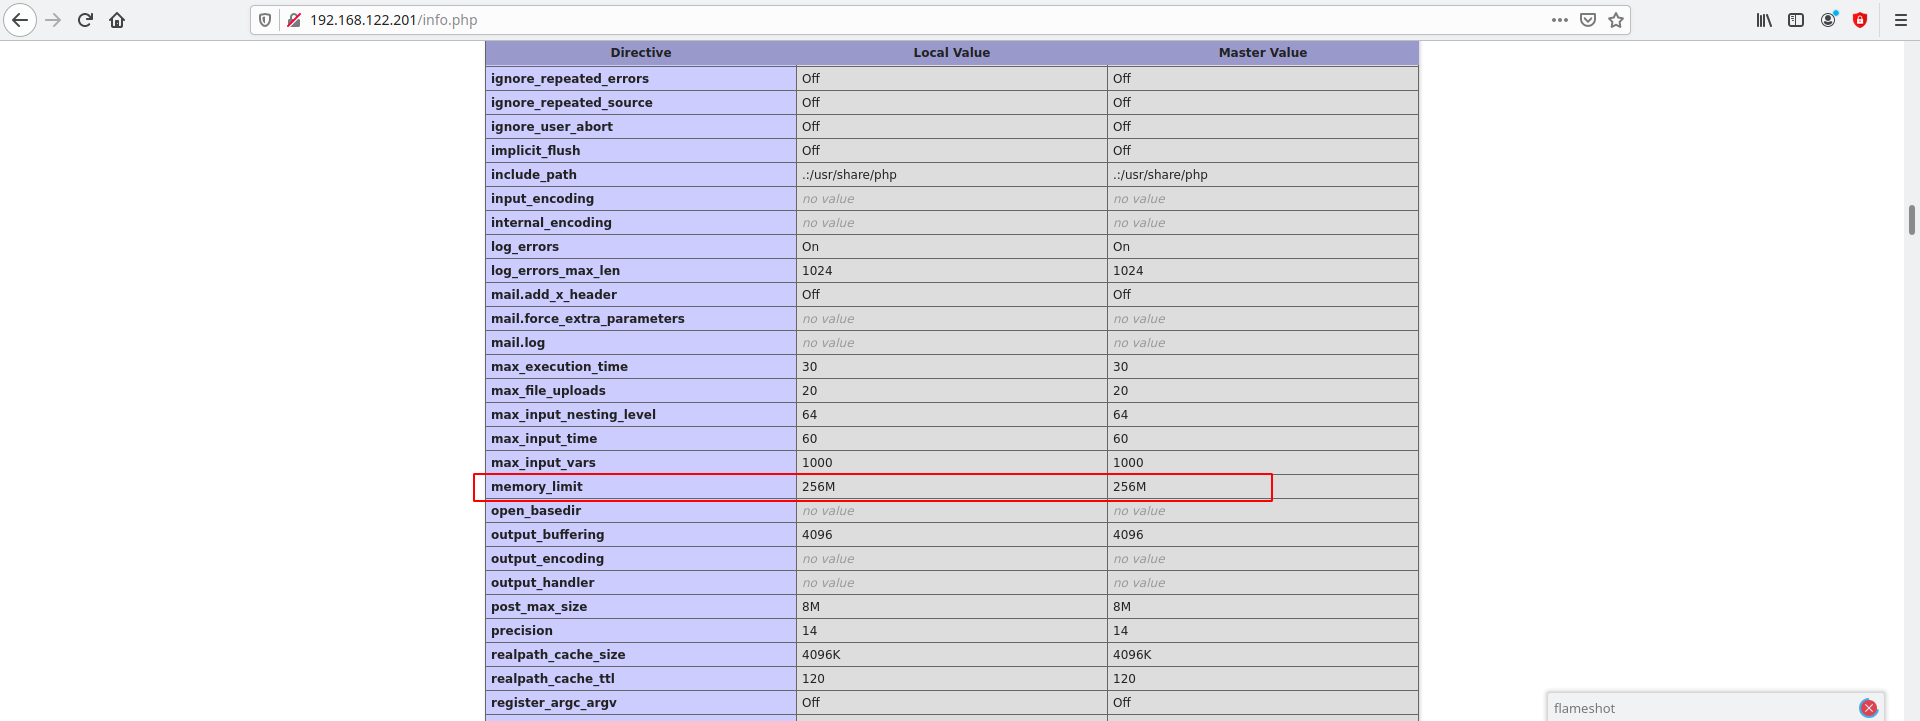 192.168.122.201/info.php
Directive Local Value Master Value
ignore_repeated_errors Off Off
ignore_repeated_source Off Off
ignore_user_abort Off Off
implicit_flush Off Off
include_path .:/usr/share/php .:/usr/share/php
input_encoding no value no value
internal_encoding no value no value
log_errors On On
log_errors_max_len 1024 1024
mail.add_x_header Off Off
mail.force_extra_parameters no value no value
mail.log no value no value
max_execution_time 30 30
max_file_uploads 20 20
max_input_nesting_level 64 64
max_input_time 60 60
max_input_vars 1000 1000
memory_limit 256M 256M
open_basedir no value no value
output_buffering 4096 4096
output_encoding no value no value
output_handler no value no value
post_max_size 8M 8M
precision 14 14
realpath_cache_size 4096K 4096K
realpath_cache_ttl 120 120
register_argc_argv Off Off
flameshot